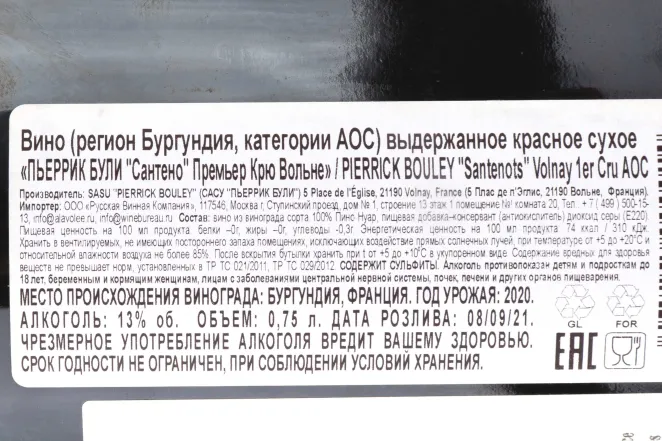 Вино (регион Бургундия, категории АОС) выдержанное красное сухое
«ПЬЕРРИК БУЛИ "Сантено" Премьер Крю Вольне» / PIERRICK BOULEY "Santenots" Volnay 1er Cru AOC
Производитель: SASU "PIERRICK BOULEY" (САСУ "ПЬЕРРИК БУЛИ") 5 Place de l'Église, 21190 Volnay, France (5 Плас де л'Эглис, 21190 Вольне, Франция).
Импортер: ООО «Русская Винная Компания», 117546, Москва г, Ступинский проезд, дом № 1, строение 13 этаж 1 помещение №/ комната 20, Тел.: +7 (499) 500-15-
13, info@alavolee.ru, info@winebureau.ru. Состав: вино из винограда сорта 100% Пино Нуар, пищевая добавка-консервант (антиокислитель) диоксид серы (E220).
Пищевая ценность на 100 мл продукта: белки –0г, жиры –0г, углеводы –0,3г. Энергетическая ценность на 100 мл продукта 74 ккал / 310 кДж.
Хранить в вентилируемых, не имеющих постороннего запаха помещениях, исключающих воздействие прямых солнечных лучей, при температуре от +5 до +20°С и
относительной влажности воздуха не более 85%. После вскрытия бутылки хранить при t от +5 до +10°С в укупоренном виде. Содержание вредных для здоровья
веществ не превышает норм, установленных в ТР ТС 021/2011, ТР ТС 029/2012. СОДЕРЖИТ СУЛЬФИТЫ. Алкоголь противопоказан детям и подросткам до
18 лет, беременным и кормящим женщинам, лицам с заболеваниями центральной нервной системы, почек, печени и других органов пищеварения.
МЕСТО ПРОИСХОЖДЕНИЯ ВИНОГРАДА: БУРГУНДИЯ, ФРАНЦИЯ. ГОД УРОЖАЯ: 2020.
АЛКОГОЛЬ: 13% об. ОБЪЕМ: 0,75 л. ДАТА РОЗЛИВА: 08/09/21.
ЧРЕЗМЕРНОЕ УПОТРЕБЛЕНИЕ АЛКОГОЛЯ ВРЕДИТ ВАШЕМУ ЗДОРОВЬЮ.
СРОК ГОДНОСТИ НЕ ОГРАНИЧЕН, ПРИ СОБЛЮДЕНИИ УСЛОВИЙ ХРАНЕНИЯ.
GL FOR
EAC